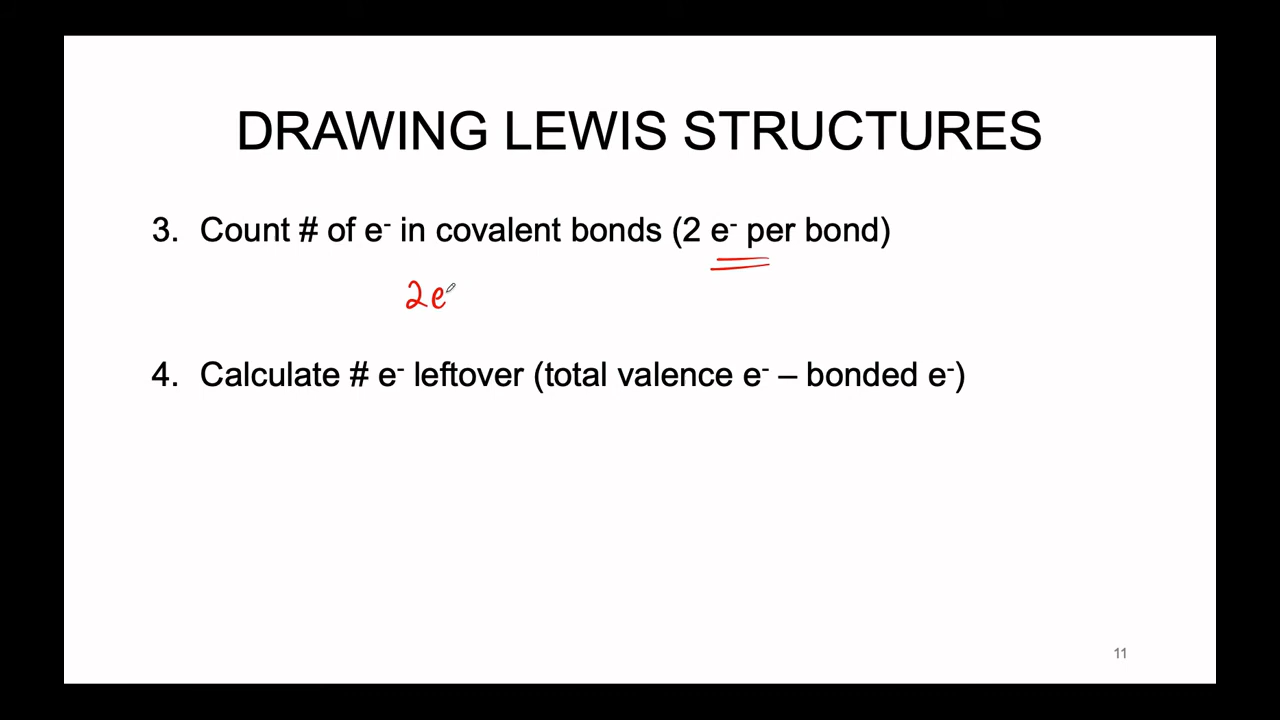 DRAWING LEWIS STRUCTURES
3. Count # of e⁻ in covalent bonds (2 e⁻ per bond)
2e
4. Calculate # e⁻ leftover (total valence e⁻ – bonded e⁻)
11